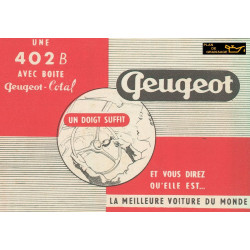 UNE
402 B
AVEC BOITE
Peugeot-Cotal
Peugeot
UN DOIGT SUFFIT
ET VOUS DIREZ
QU'ELLE EST...
LA MEILLEURE VOITURE DU MONDE